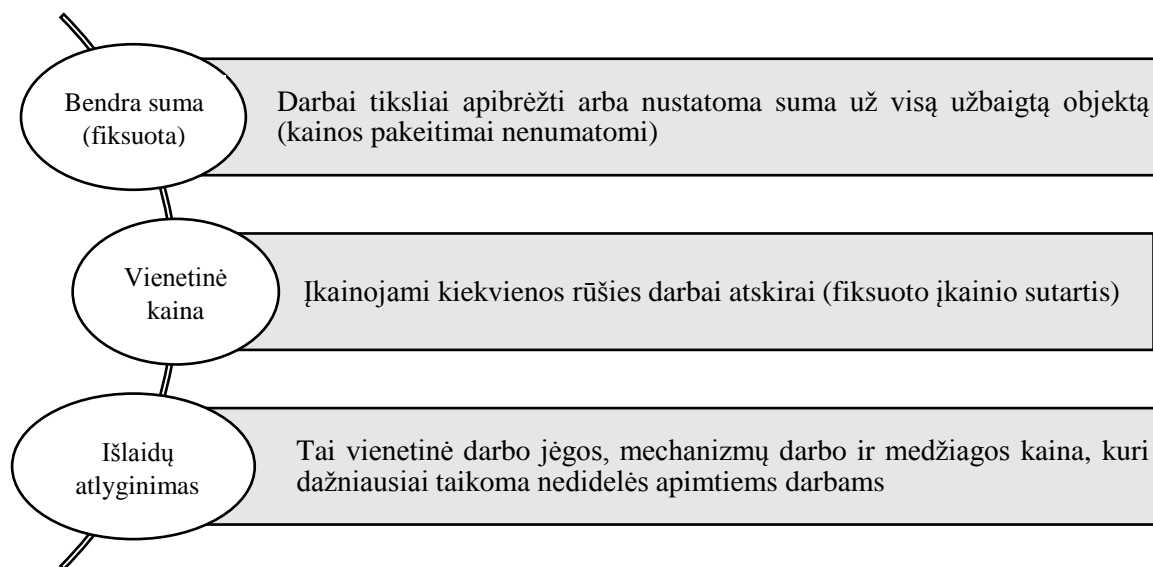 Bendra suma
(fiksuota)
Darbai tiksliai apibrėžti arba nustatoma suma už visą užbaigtą objektą
(kainos pakeitimai nenumatomi)
Vienetinė
kaina
Įkainojami kiekvienos rūšies darbai atskirai (fiksuoto įkainio sutartis)
Išlaidų
atlyginimas
Tai vienetinė darbo jėgos, mechanizmų darbo ir medžiagos kaina, kuri
dažniausiai taikoma nedidelės apimtiems darbams